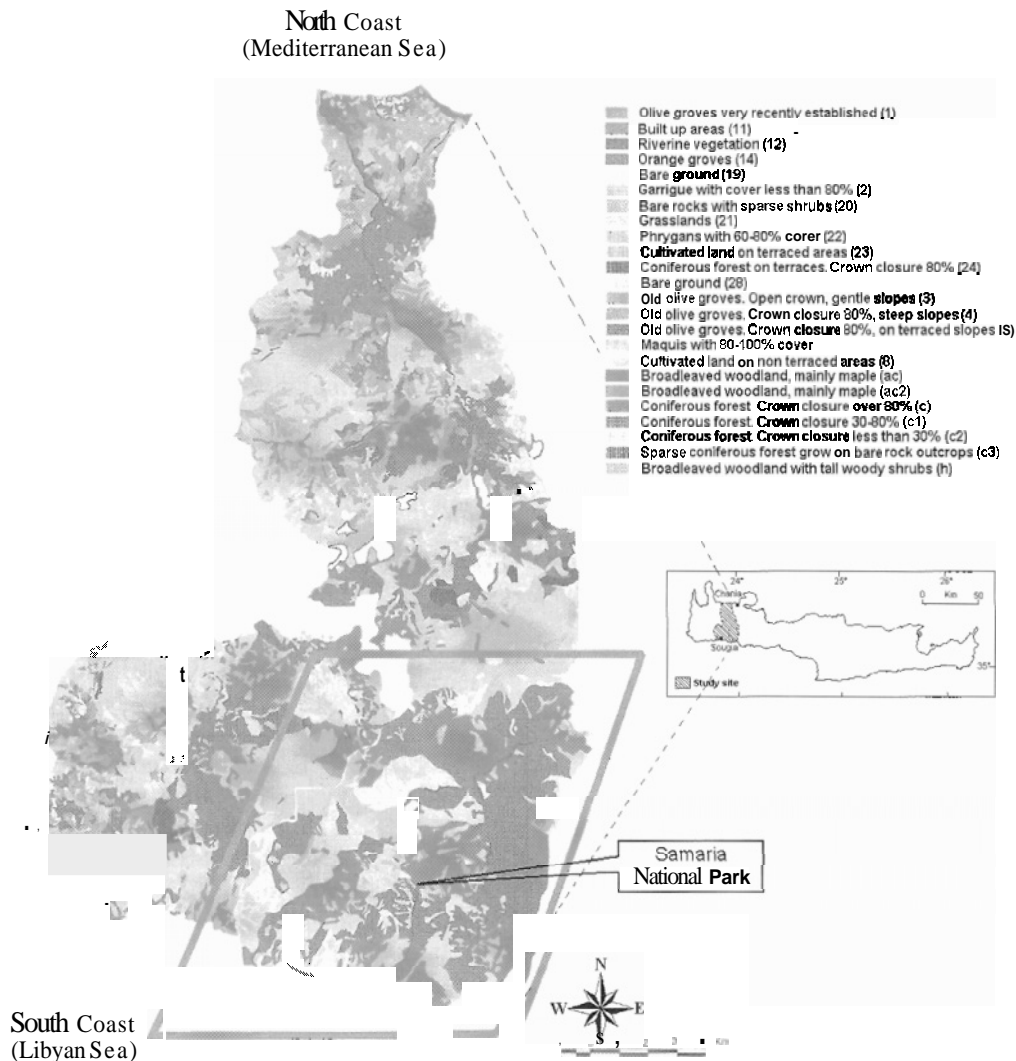 North Coast
(Mediterranean Sea)
Olive groves very recently established (1)
Built up areas (11)
Riverine vegetation (12)
Orange groves (14)
Bare ground (19)
Garrigue with cover less than 80% (2)
Bare rocks with sparse shrubs (20)
Grasslands (21)
Phrygans with 60-80% corer (22)
Cultivated land on terraced areas (23)
Coniferous forest on terraces. Crown closure 80% [24)
Bare ground (28)
Old olive groves. Open crown, gentle slopes (3)
Old olive groves. Crown closure 80%, steep slopes (4)
Old olive groves. Crown closure 80%, on terraced slopes IS)
Maquis with 80-100% cover
Cultivated land on non terraced areas (8)
Broadleaved woodland, mainly maple (ac)
Broadleaved woodland, mainly maple (ac2)
Coniferous forest. Crown closure over 80% (c)
Coniferous forest. Crown closure 30-80% (c1)
Coniferous forest. Crown closure less than 30% (c2)
Sparse coniferous forest grow on bare rock outcrops (c3)
Broadleaved woodland with tall woody shrubs (h)
24° 25° 26°
Chania
0 Km 50
Sougia
35°
Study site
Samaria
National Park
N
W E
S
Km
South Coast
(Libyan Sea)